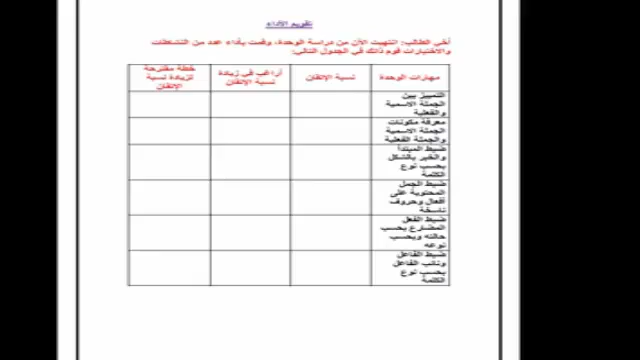 تقويم الأداء
أخي الطالب: انتهيت الآن من دراسة الوحدة، وقمت بأداء عدد من النشاطات
والاختبارات قوم ذاتك في الجدول التالي:
مهارات الوحدة
نسبة الإتقان
أرغب في زيادة
نسبة الإتقان
خطة مقترحة
لزيادة نسبة
الإتقان
التمييز بين
الجملة الاسمية
والفعلية
معرفة مكونات
الجملة الاسمية
والجملة الفعلية
ضبط المبتدأ
والخبر بالشكل
بحسب نوع
الكلمة
ضبط الجمل
المحتوية على
أفعال وحروف
ناسخة
ضبط الفعل
المضارع بحسب
حالته وبحسب
نوعه
ضبط الفاعل
ونائب الفاعل
بحسب نوع
الكلمة